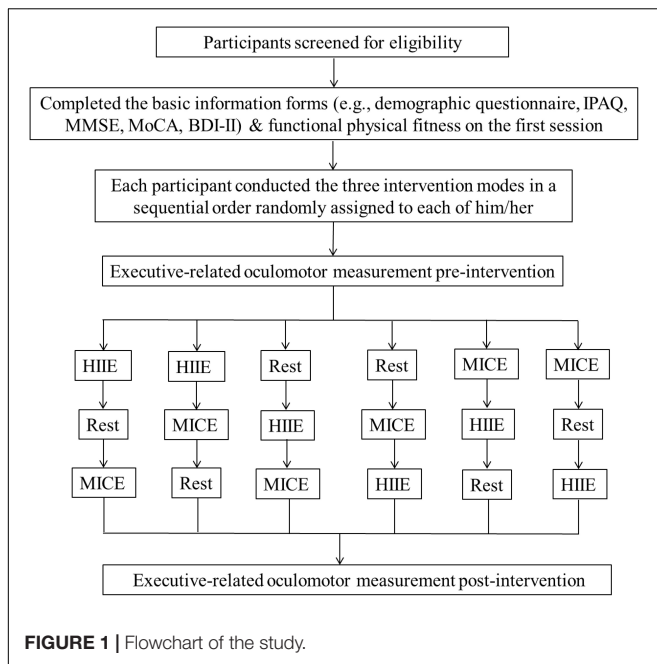 Participants screened for eligibility
Completed the basic information forms (e.g., demographic questionnaire, IPAQ,
MMSE, MoCA, BDI-II) & functional physical fitness on the first session
Each participant conducted the three intervention modes in a
sequential order randomly assigned to each of him/her
Executive-related oculomotor measurement pre-intervention
HIIE HIIE Rest Rest MICE MICE
Rest MICE HIIE MICE HIIE Rest
MICE Rest MICE HIIE Rest HIIE
Executive-related oculomotor measurement post-intervention
FIGURE 1 | Flowchart of the study.